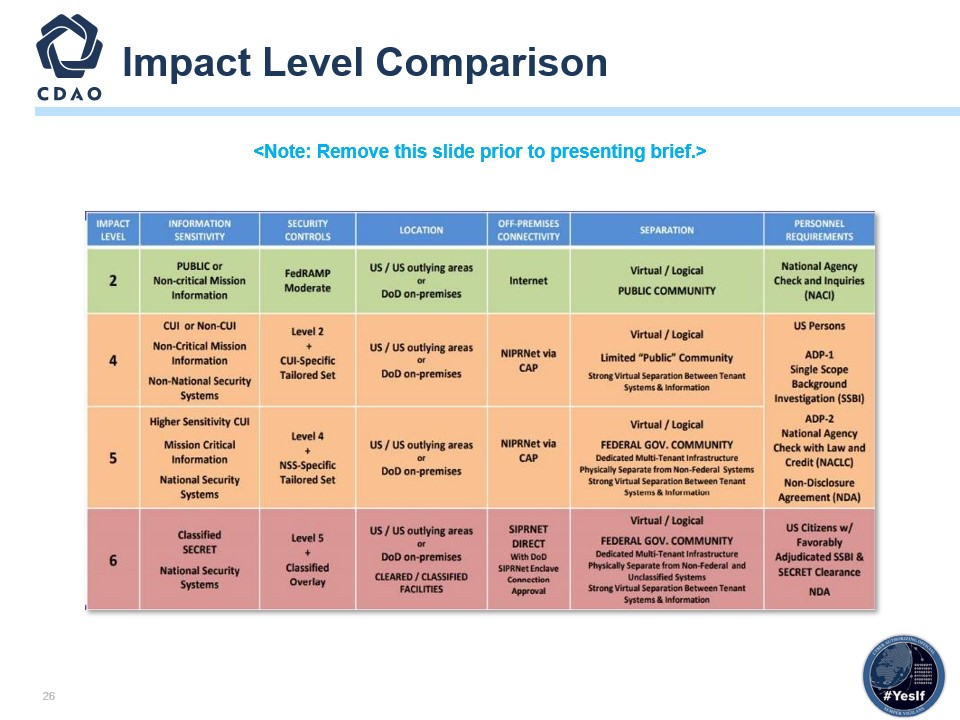 CDAO
Impact Level Comparison
<Note: Remove this slide prior to presenting brief.>
IMPACT
LEVEL
INFORMATION
SENSITIVITY
SECURITY
CONTROLS
LOCATION
OFF-PREMISES
CONNECTIVITY
SEPARATION
PERSONNEL
REQUIREMENTS
2
PUBLIC or
Non-critical Mission
Information
FedRAMP
Moderate
US / US outlying areas
or
DoD on-premises
Internet
Virtual / Logical
PUBLIC COMMUNITY
National Agency
Check and Inquiries
(NACI)
4
CUI or Non-CUI
Non-Critical Mission
Information
Non-National Security
Systems
Level 2
+
CUI-Specific
Tailored Set
US / US outlying areas
or
DoD on-premises
NIPRNet via
CAP
Virtual / Logical
Limited “Public” Community
Strong Virtual Separation Between Tenant
Systems & Information
US Persons
ADP-1
Single Scope
Background
Investigation (SSBI)
ADP-2
National Agency
Check with Law and
Credit (NACLC)
Non-Disclosure
Agreement (NDA)
5
Higher Sensitivity CUI
Mission Critical
Information
National Security
Systems
Level 4
+
NSS-Specific
Tailored Set
US / US outlying areas
or
DoD on-premises
NIPRNet via
CAP
Virtual / Logical
FEDERAL GOV. COMMUNITY
Dedicated Multi-Tenant Infrastructure
Physically Separate from Non-Federal Systems
Strong Virtual Separation Between Tenant
Systems & Information
6
Classified
SECRET
National Security
Systems
Level 5
+
Classified
Overlay
US / US outlying areas
or
DoD on-premises
CLEARED / CLASSIFIED
FACILITIES
SIPRNET
DIRECT
With DoD
SIPRNet Enclave
Connection
Approval
Virtual / Logical
FEDERAL GOV. COMMUNITY
Dedicated Multi-Tenant Infrastructure
Physically Separate from Non-Federal and
Unclassified Systems
Strong Virtual Separation Between Tenant
Systems & Information
US Citizens w/
Favorably
Adjudicated SSBI &
SECRET Clearance
NDA
26
#YesIf